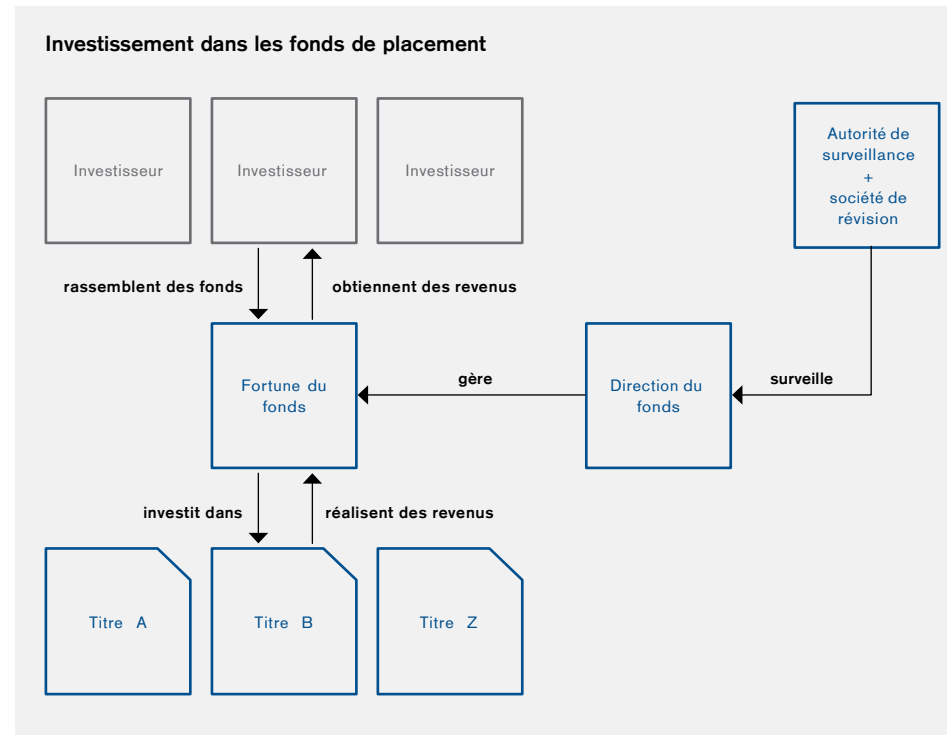 Investissement dans les fonds de placement
Investisseur
Investisseur
Investisseur
Autorité de
surveillance
+
société de
révision
rassemblent des fonds
obtiennent des revenus
Fortune du
fonds
gère
Direction du
fonds
surveille
investit dans
réalisent des revenus
Titre A
Titre B
Titre Z